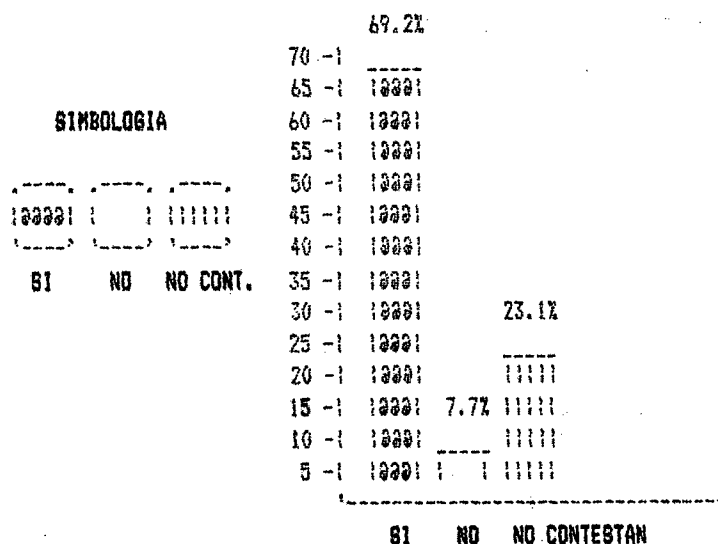 69.2%
70 -|
65 -|
SIMBOLOGIA
60 -|
55 -|
50 -|
45 -|
40 -|
SI NO NO CONT.
35 -|
30 -| 23.1%
25 -|
20 -|
15 -| 7.7%
10 -|
5 -|
SI NO NO CONTESTAN